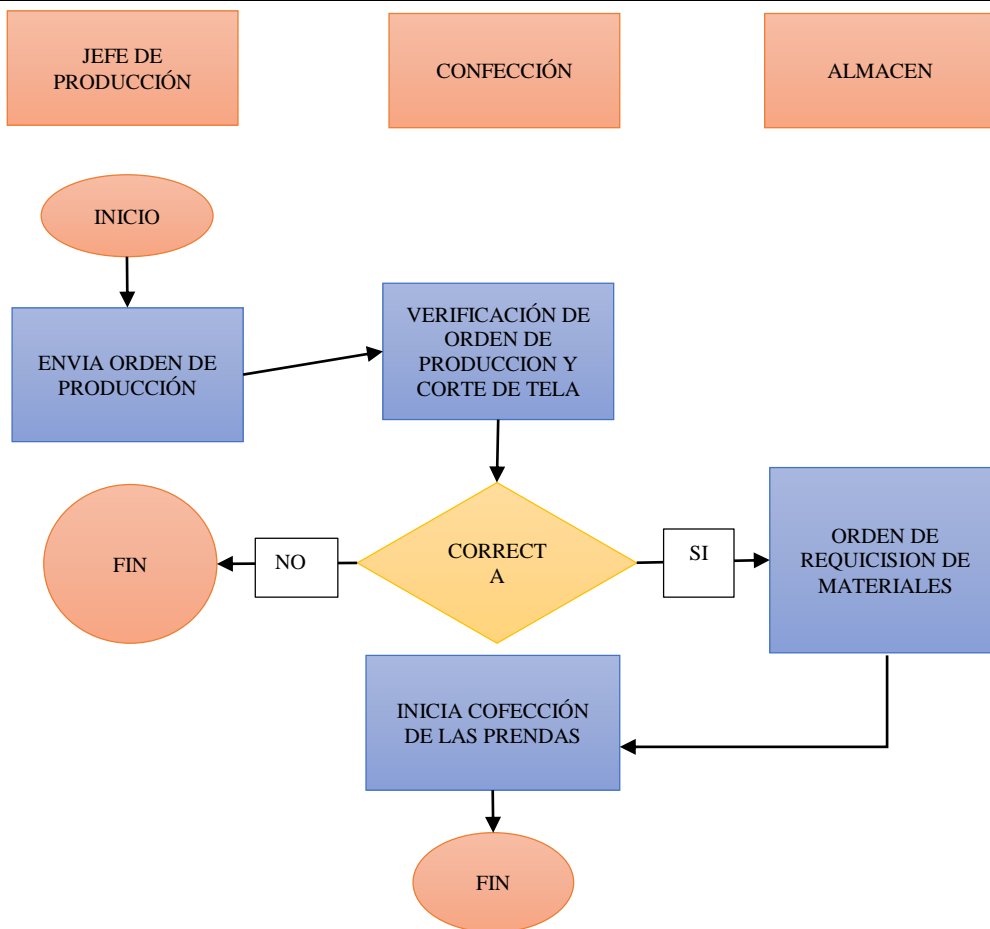 JEFE DE
PRODUCCIÓN
CONFECCIÓN
ALMACEN
INICIO
ENVIA ORDEN DE
PRODUCCIÓN
VERIFICACIÓN DE
ORDEN DE
PRODUCCION Y
CORTE DE TELA
FIN
NO
CORRECT
A
SI
ORDEN DE
REQUICISION DE
MATERIALES
INICIA COFECCIÓN
DE LAS PRENDAS
FIN